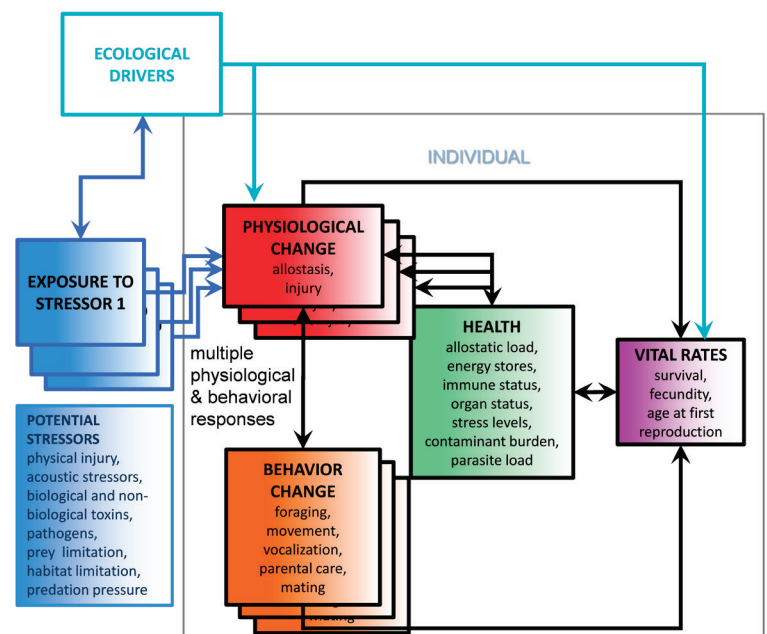 ECOLOGICAL
DRIVERS
INDIVIDUAL
PHYSIOLOGICAL
CHANGE
allostasis,
injury
EXPOSURE TO
STRESSOR 1
multiple
physiological
& behavioral
responses
HEALTH
allostatic load,
energy stores,
immune status,
organ status,
stress levels,
contaminant burden,
parasite load
VITAL RATES
survival,
fecundity,
age at first
reproduction
POTENTIAL
STRESSORS
physical injury,
acoustic stressors,
biological and non-
biological toxins,
pathogens,
prey limitation,
habitat limitation,
predation pressure
BEHAVIOR
CHANGE
foraging,
movement,
vocalization,
parental care,
mating